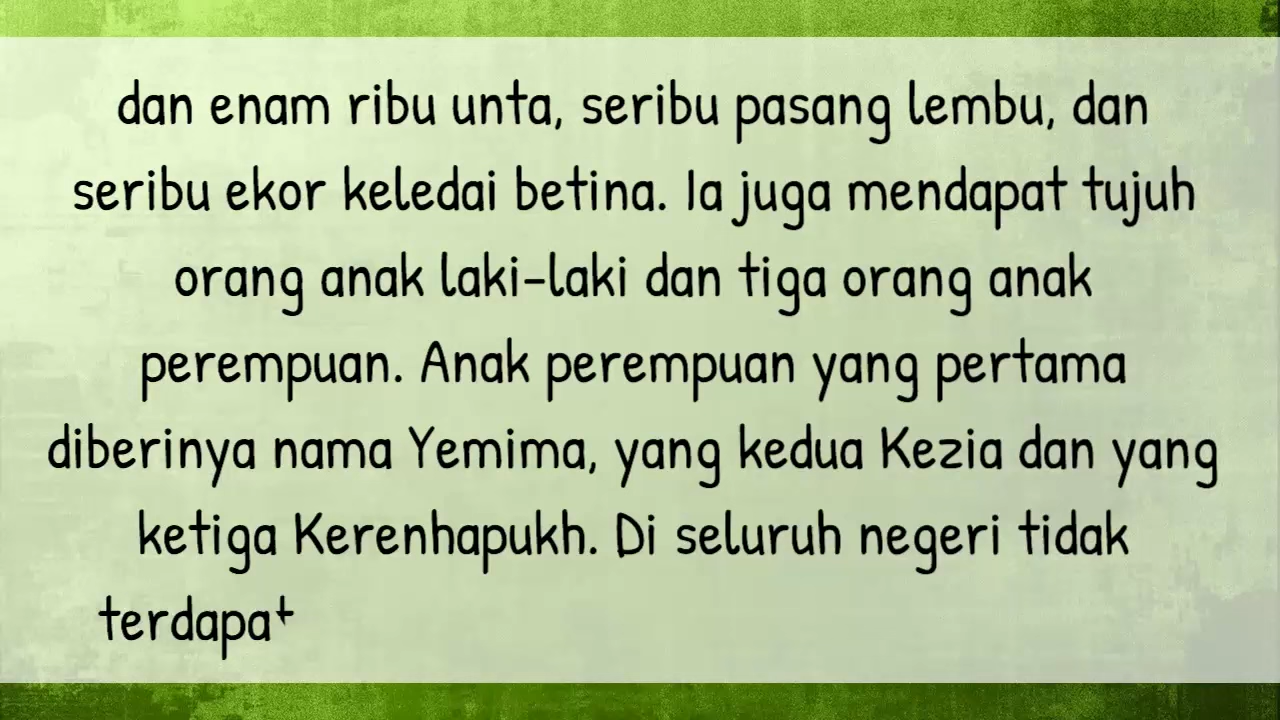 dan enam ribu unta, seribu pasang lembu, dan
seribu ekor keledai betina. Ia juga mendapat tujuh
orang anak laki-laki dan tiga orang anak
perempuan. Anak perempuan yang pertama
diberinya nama Yemima, yang kedua Kezia dan yang
ketiga Kerenhapukh. Di seluruh negeri tidak
terdapat